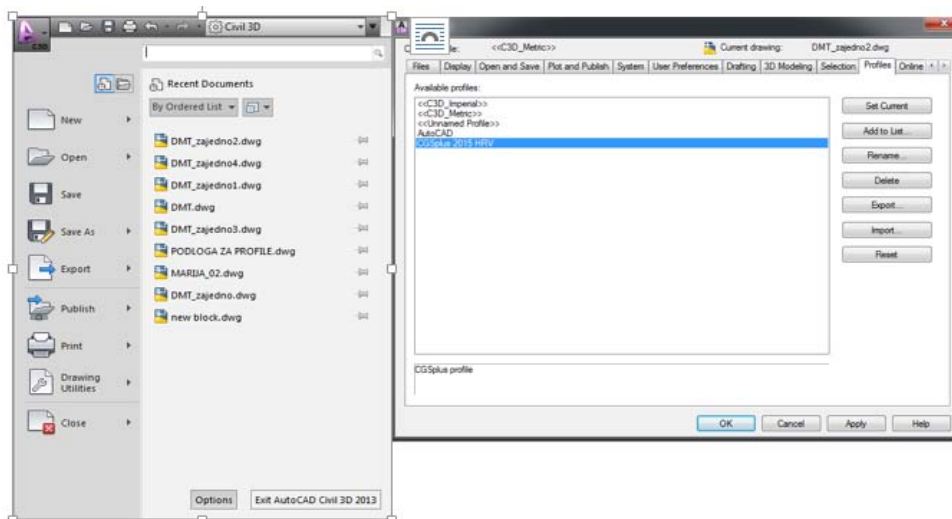 Civil 3D
C3D
Recent Documents
By Ordered List
New
Open
Save
Save As
Export
Publish
Print
Drawing
Utilities
Close
DMT_zajedno2.dwg
DMT_zajedno4.dwg
DMT_zajedno1.dwg
DMT.dwg
DMT_zajedno3.dwg
PODLOGA ZA PROFILE.dwg
MARIJA_02.dwg
DMT_zajedno.dwg
new block.dwg
Options
Exit AutoCAD Civil 3D 2013
<<C3D_Metric>>
Current drawing:
DMT_zajedno2.dwg
Files Display Open and Save Plot and Publish System User Preferences Drafting 3D Modeling Selection Profiles Online
Available profiles:
<<C3D_Imperial>>
<<C3D_Metric>>
<<Unnamed Profile>>
AutoCAD
CGSplus 2015 HRV
Set Current
Add to List...
Rename...
Delete
Export...
Import...
Reset
CGSplus profile
OK Cancel Apply Help